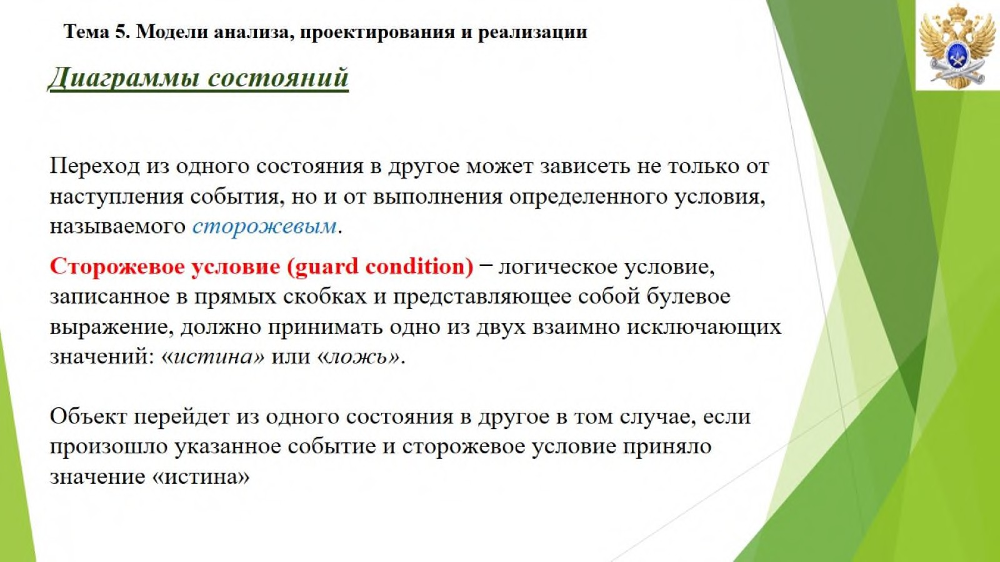 Тема 5. Модели анализа, проектирования и реализации
Диаграммы состояний
Переход из одного состояния в другое может зависеть не только от
наступления события, но и от выполнения определенного условия,
называемого сторожевым.
Сторожевое условие (guard condition) – логическое условие,
записанное в прямых скобках и представляющее собой булевое
выражение, должно принимать одно из двух взаимно исключающих
значений: «истина» или «ложь».
Объект перейдет из одного состояния в другое в том случае, если
произошло указанное событие и сторожевое условие приняло
значение «истина»